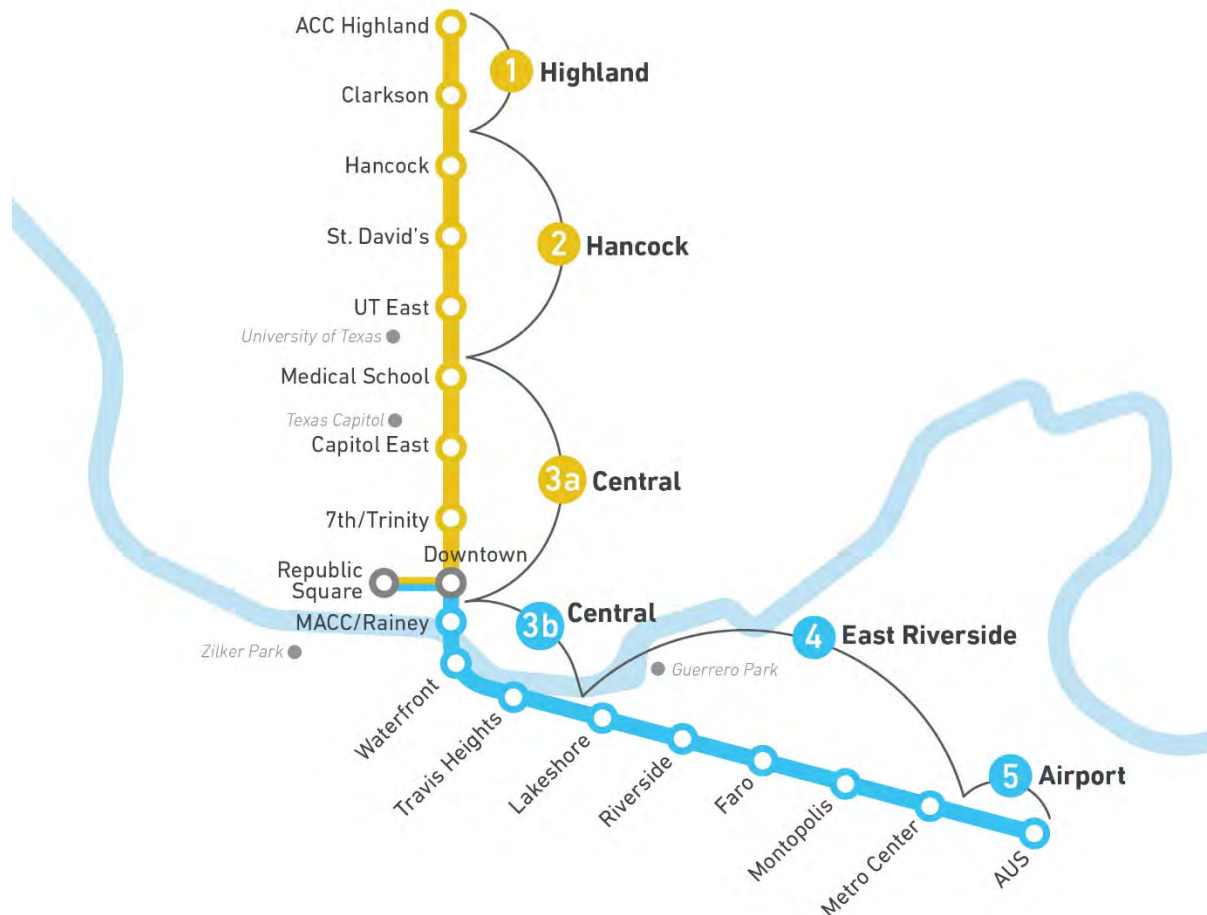 ACC Highland
1 Highland
Clarkson
Hancock
St. David's
2 Hancock
UT East
University of Texas
Medical School
Texas Capitol
Capitol East
3a Central
7th/Trinity
Downtown
Republic
Square
MACC/Rainey
3b Central
4 East Riverside
Zilker Park
Guerrero Park
Waterfront
Travis Heights
Lakeshore
Riverside
Faro
Montopolis
Metro Center
5 Airport
AUS